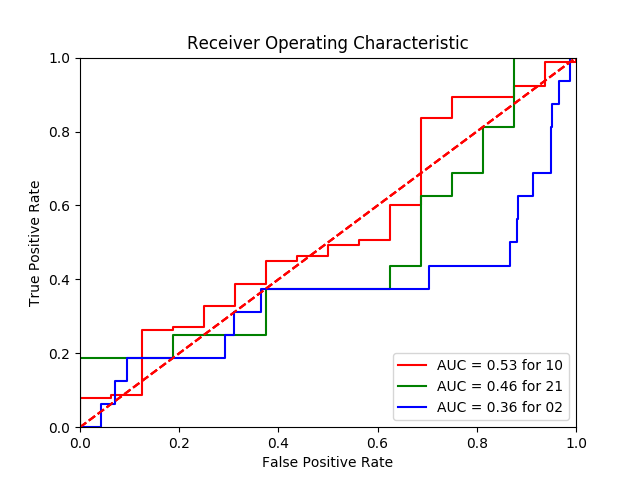 Receiver Operating Characteristic
True Positive Rate
1.0
0.8
0.6
0.4
0.2
0.0
AUC = 0.53 for 10
AUC = 0.46 for 21
AUC = 0.36 for 02
0.0 0.2 0.4 0.6 0.8 1.0
False Positive Rate